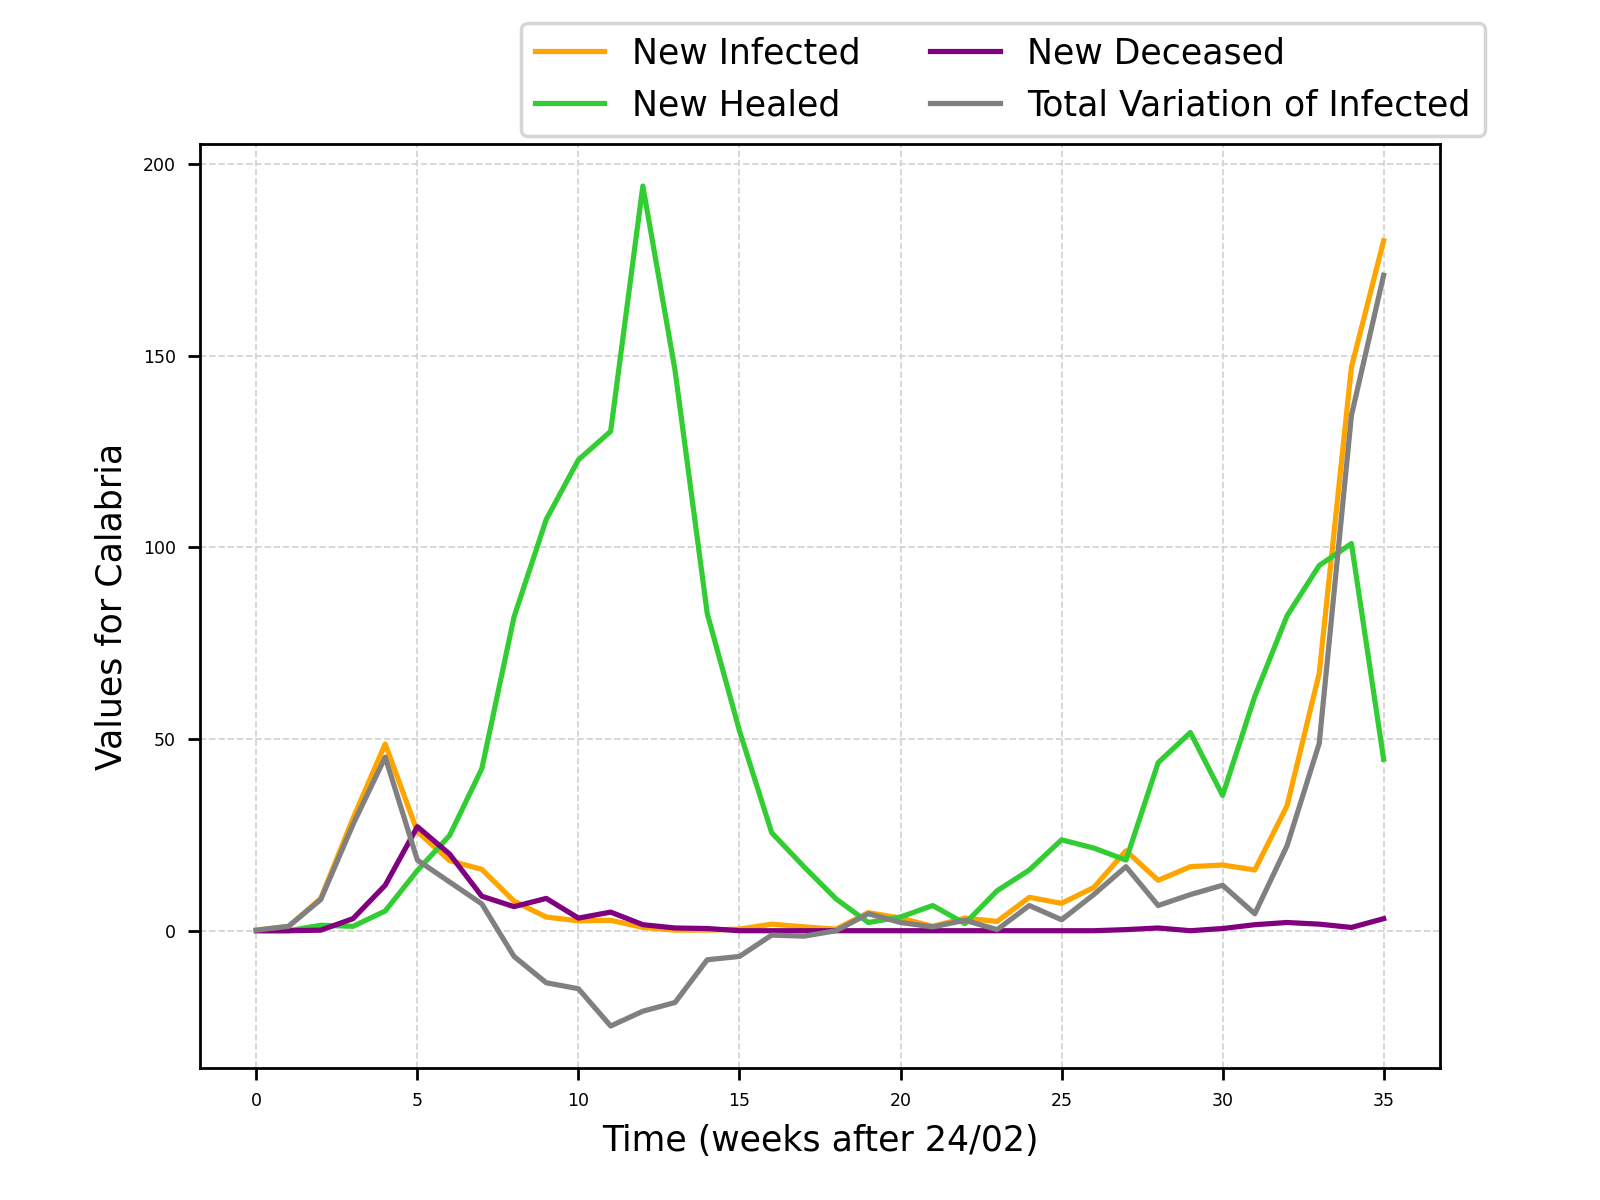 New Infected
New Healed
New Deceased
Total Variation of Infected
200
150
100
50
0
Values for Calabria
0 5 10 15 20 25 30 35
Time (weeks after 24/02)